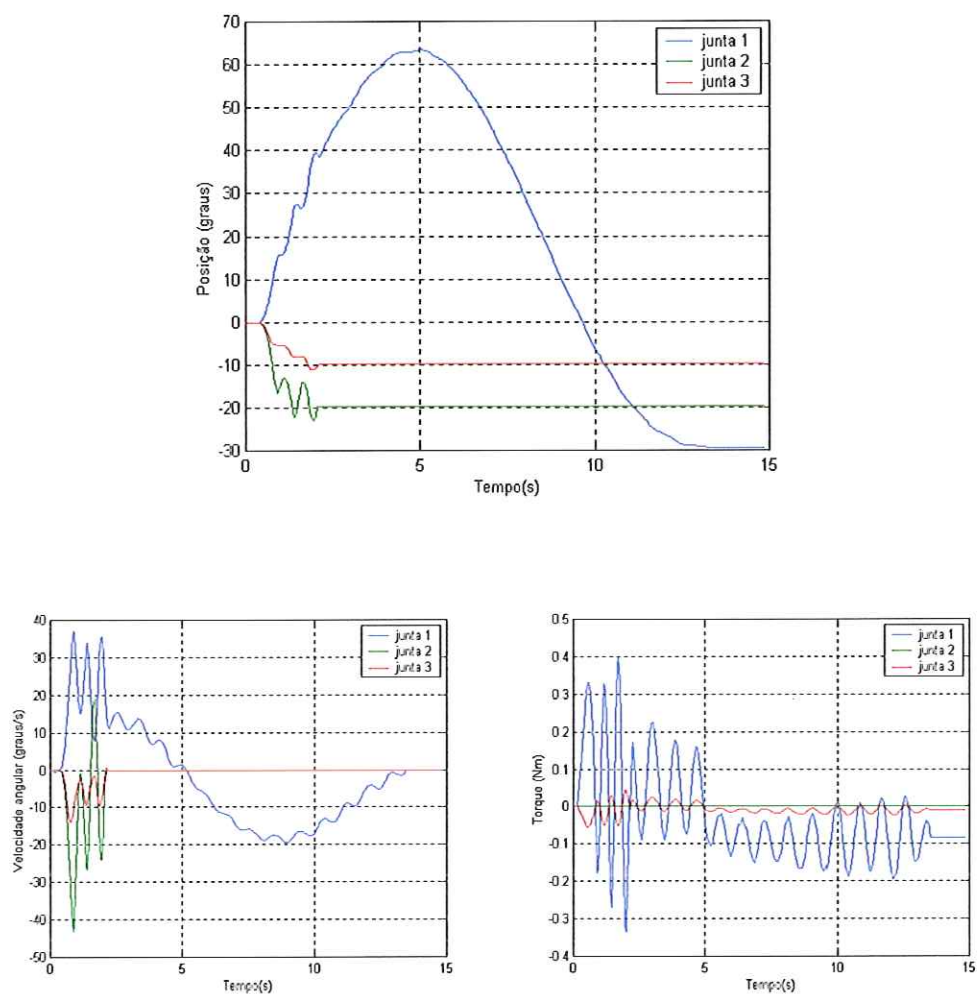 70
60
50
40
30
20
10
0
-10
-20
-30
Posição (graus)
junta 1
junta 2
junta 3
0
5
10
15
Tempo(s)
40
30
20
10
0
-10
-20
-30
-40
-50
Velocidade angular (graus/s)
junta 1
junta 2
junta 3
0
5
10
15
Tempo(s)
0.5
0.4
0.3
0.2
0.1
0
-0.1
-0.2
-0.3
-0.4
Torque (Nm)
junta 1
junta 2
junta 3
0
5
10
15
Tempo(s)